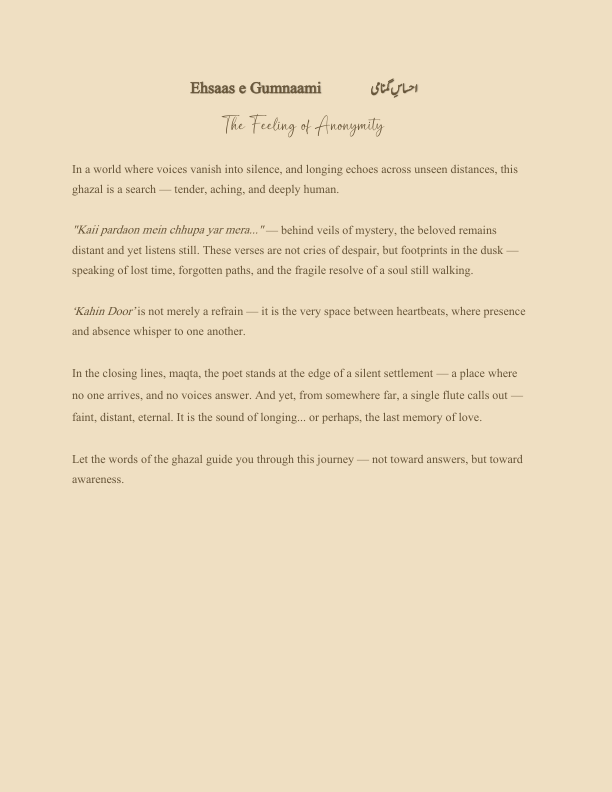 Ehsaas e Gumnaami احساسِ گمنامی
The Feeling of Anonymity
In a world where voices vanish into silence, and longing echoes across unseen distances, this
ghazal is a search — tender, aching, and deeply human.
"Kaii pardaon mein chhupa yar mera..." — behind veils of mystery, the beloved remains
distant and yet listens still. These verses are not cries of despair, but footprints in the dusk —
speaking of lost time, forgotten paths, and the fragile resolve of a soul still walking.
‘Kahin Door’ is not merely a refrain — it is the very space between heartbeats, where presence
and absence whisper to one another.
In the closing lines, maqta, the poet stands at the edge of a silent settlement — a place where
no one arrives, and no voices answer. And yet, from somewhere far, a single flute calls out —
faint, distant, eternal. It is the sound of longing... or perhaps, the last memory of love.
Let the words of the ghazal guide you through this journey — not toward answers, but toward
awareness.